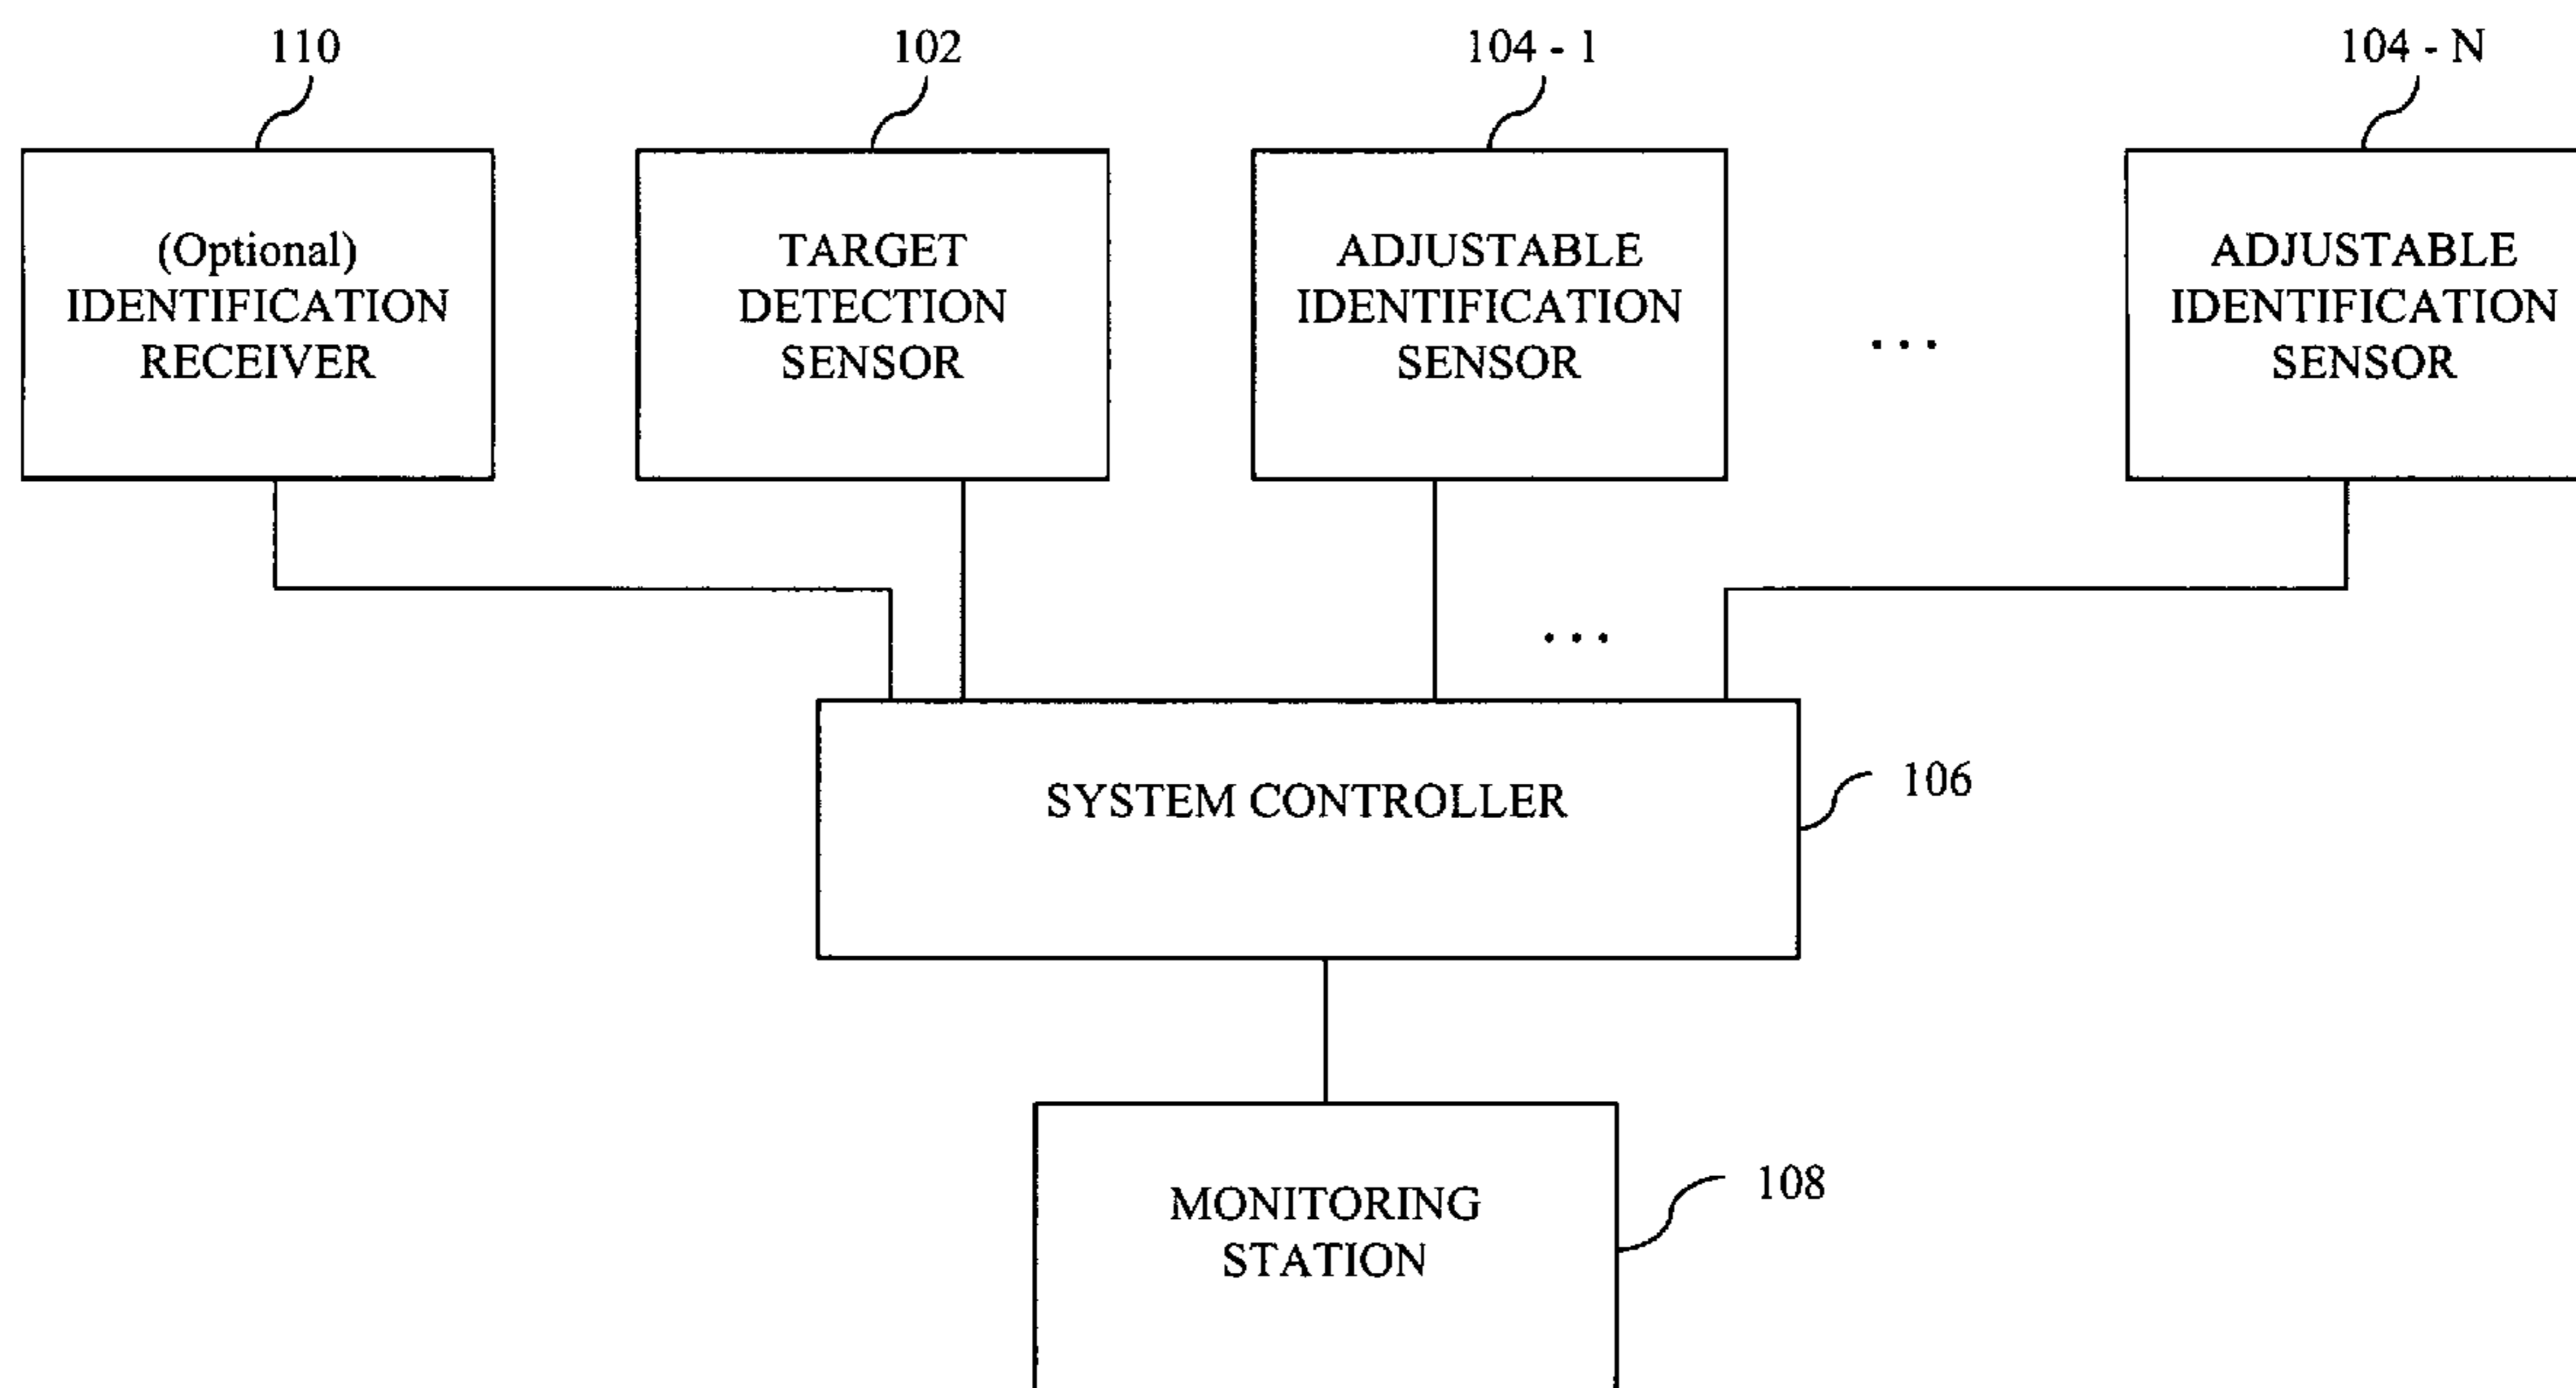 110
102
104 - 1
104 - N
(Optional)
IDENTIFICATION
RECEIVER
TARGET
DETECTION
SENSOR
ADJUSTABLE
IDENTIFICATION
SENSOR
...
ADJUSTABLE
IDENTIFICATION
SENSOR
...
SYSTEM CONTROLLER
106
MONITORING
STATION
108